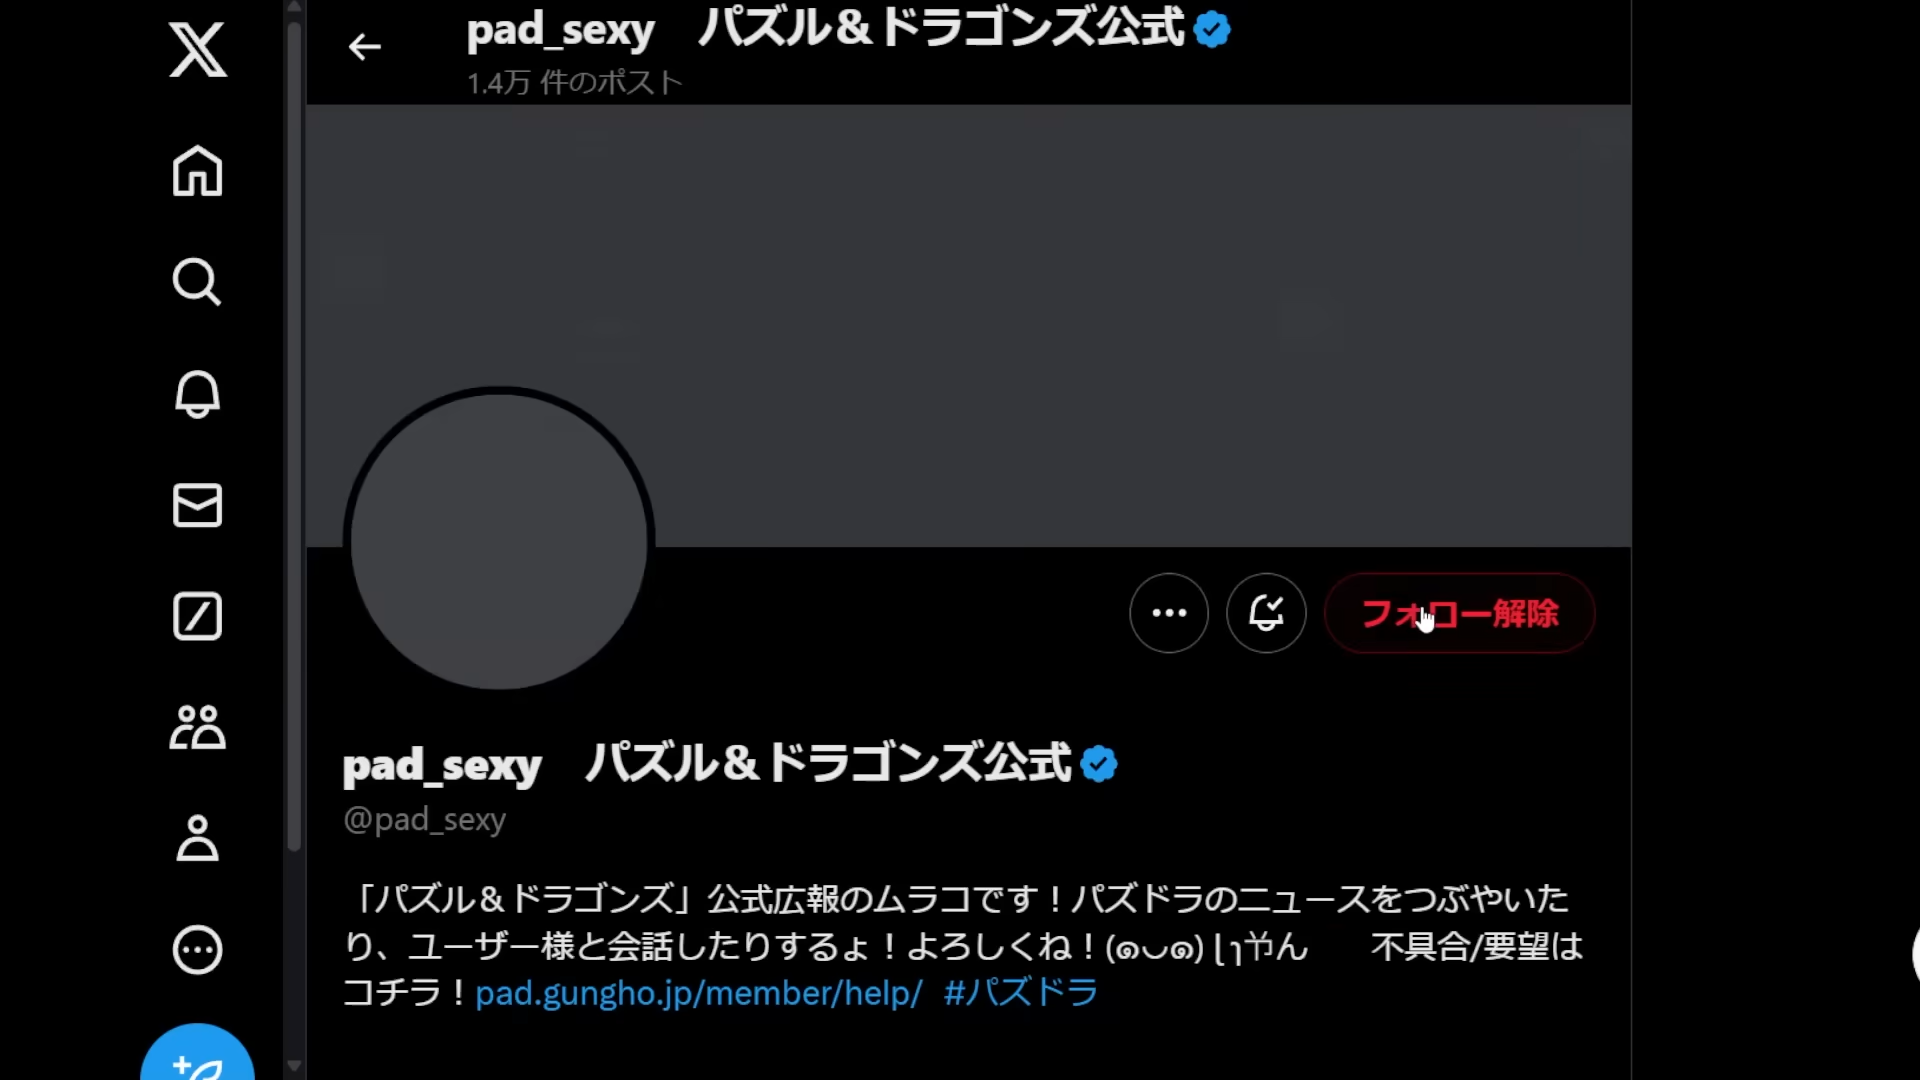 pad_sexy　パズル＆ドラゴンズ公式
1.4万 件のポスト
フォロー解除
pad_sexy　パズル＆ドラゴンズ公式
@pad_sexy
「パズル＆ドラゴンズ」公式広報のムラコです！パズドラのニュースをつぶやいた
り、ユーザー様と会話したりするょ！よろしくね！(๑◡๑) ん　不具合/要望は
コチラ！pad.gungho.jp/member/help/ #パズドラ